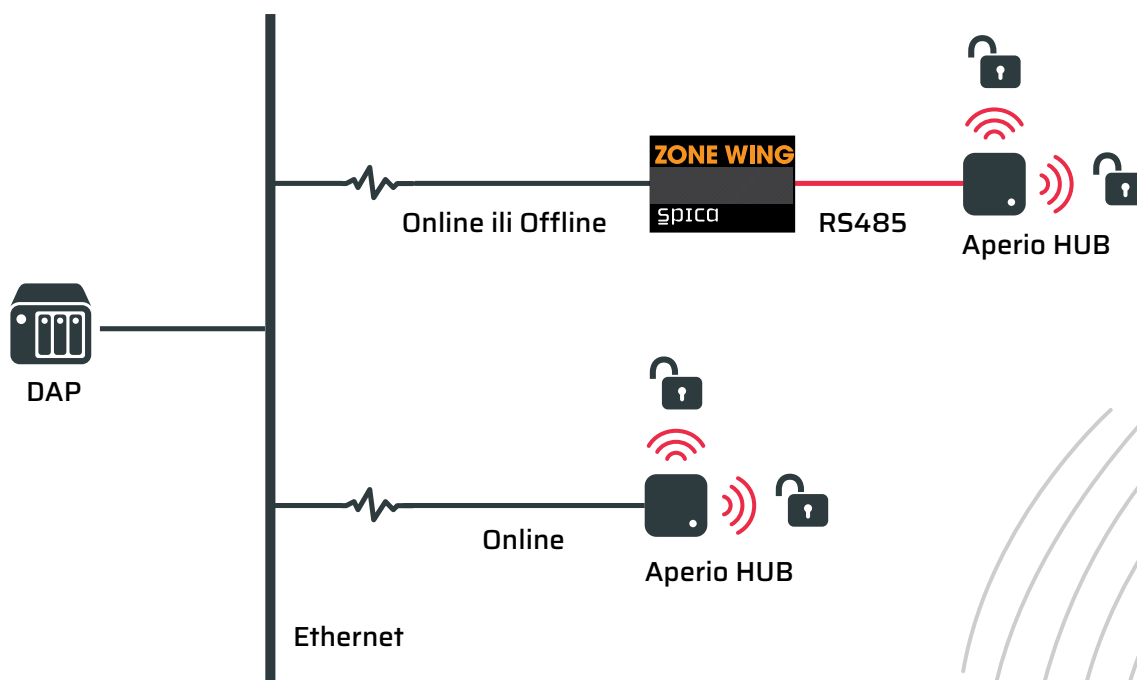 ZONE WING
spica
Online ili Offline
RS485
Aperio HUB
DAP
Online
Aperio HUB
Ethernet